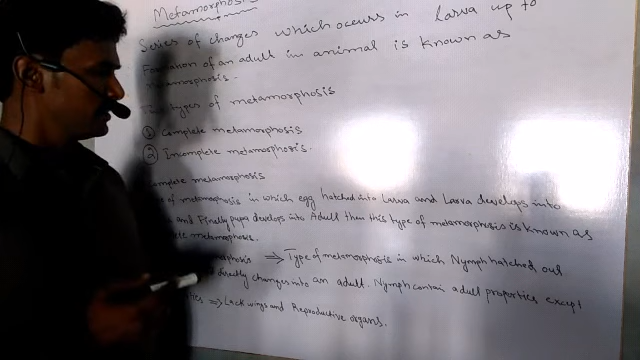 Metamorphosis
Series of changes which occurs in Larva up to
Formation of an adult in animal is known as
metamorphosis.
types of metamorphosis
① Complete metamorphosis
② Incomplete metamorphosis.
Complete metamorphosis
of metamorphosis in which egg hatched into Larva and Larva develops into
and Finally pupa develops into Adult then this type of metamorphosis is known as
metamorphosis.
⇒ Type of metamorphosis in which Nymph hatched out
directly changes into an adult. Nymph contain adult properties except
⇒ Lack wings and Reproductive organs.